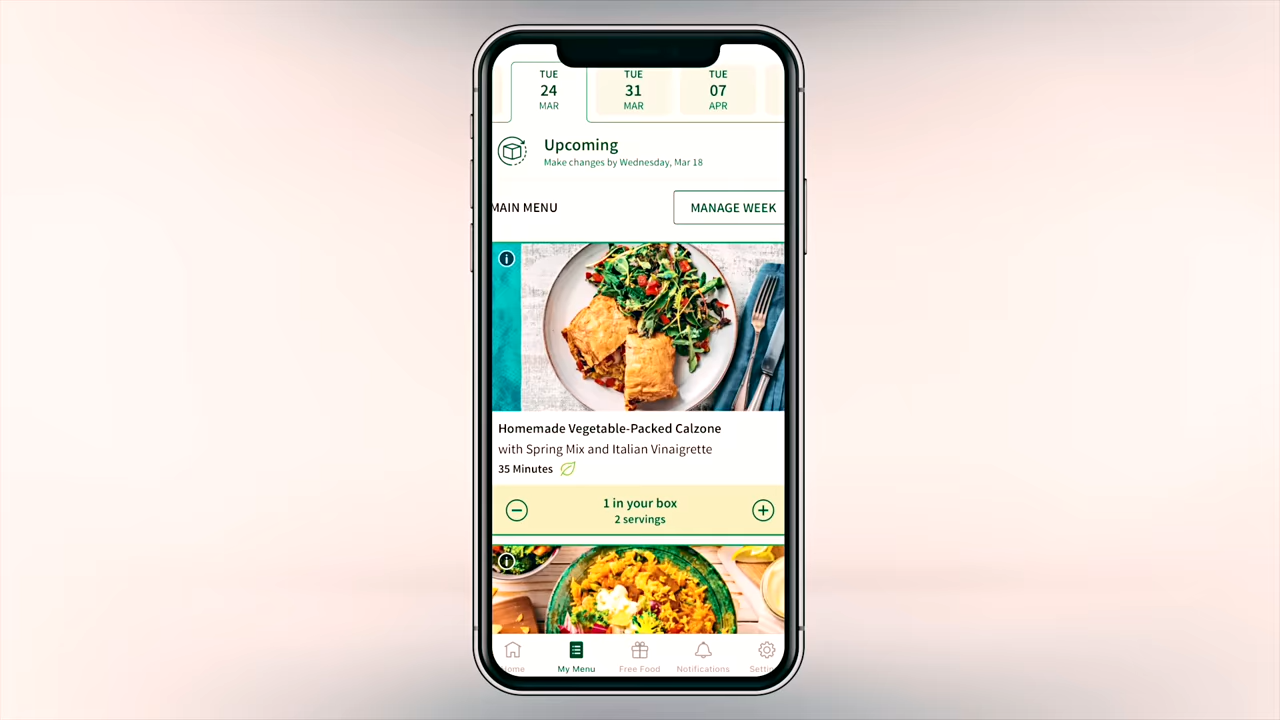 TUE
24
MAR
TUE
31
MAR
TUE
07
APR
Upcoming
Make changes by Wednesday, Mar 18
MAIN MENU
MANAGE WEEK
Homemade Vegetable-Packed Calzone
with Spring Mix and Italian Vinaigrette
35 Minutes
1 in your box
2 servings
ome
My Menu
Free Food
Notifications
Settin